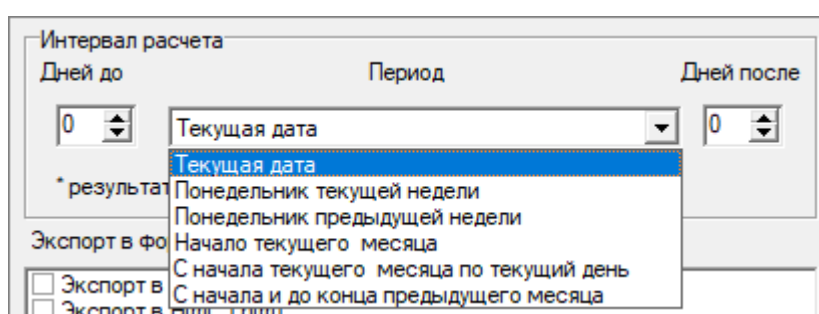 Интервал расчета
Дней до Период Дней после
0 Текущая дата 0
Текущая дата
* результат Понедельник текущей недели
Понедельник предыдущей недели
Экспорт в фо Начало текущего  месяца
С начала текущего  месяца по текущий день
Экспорт в С начала и до конца предыдущего месяца
Экспорт в